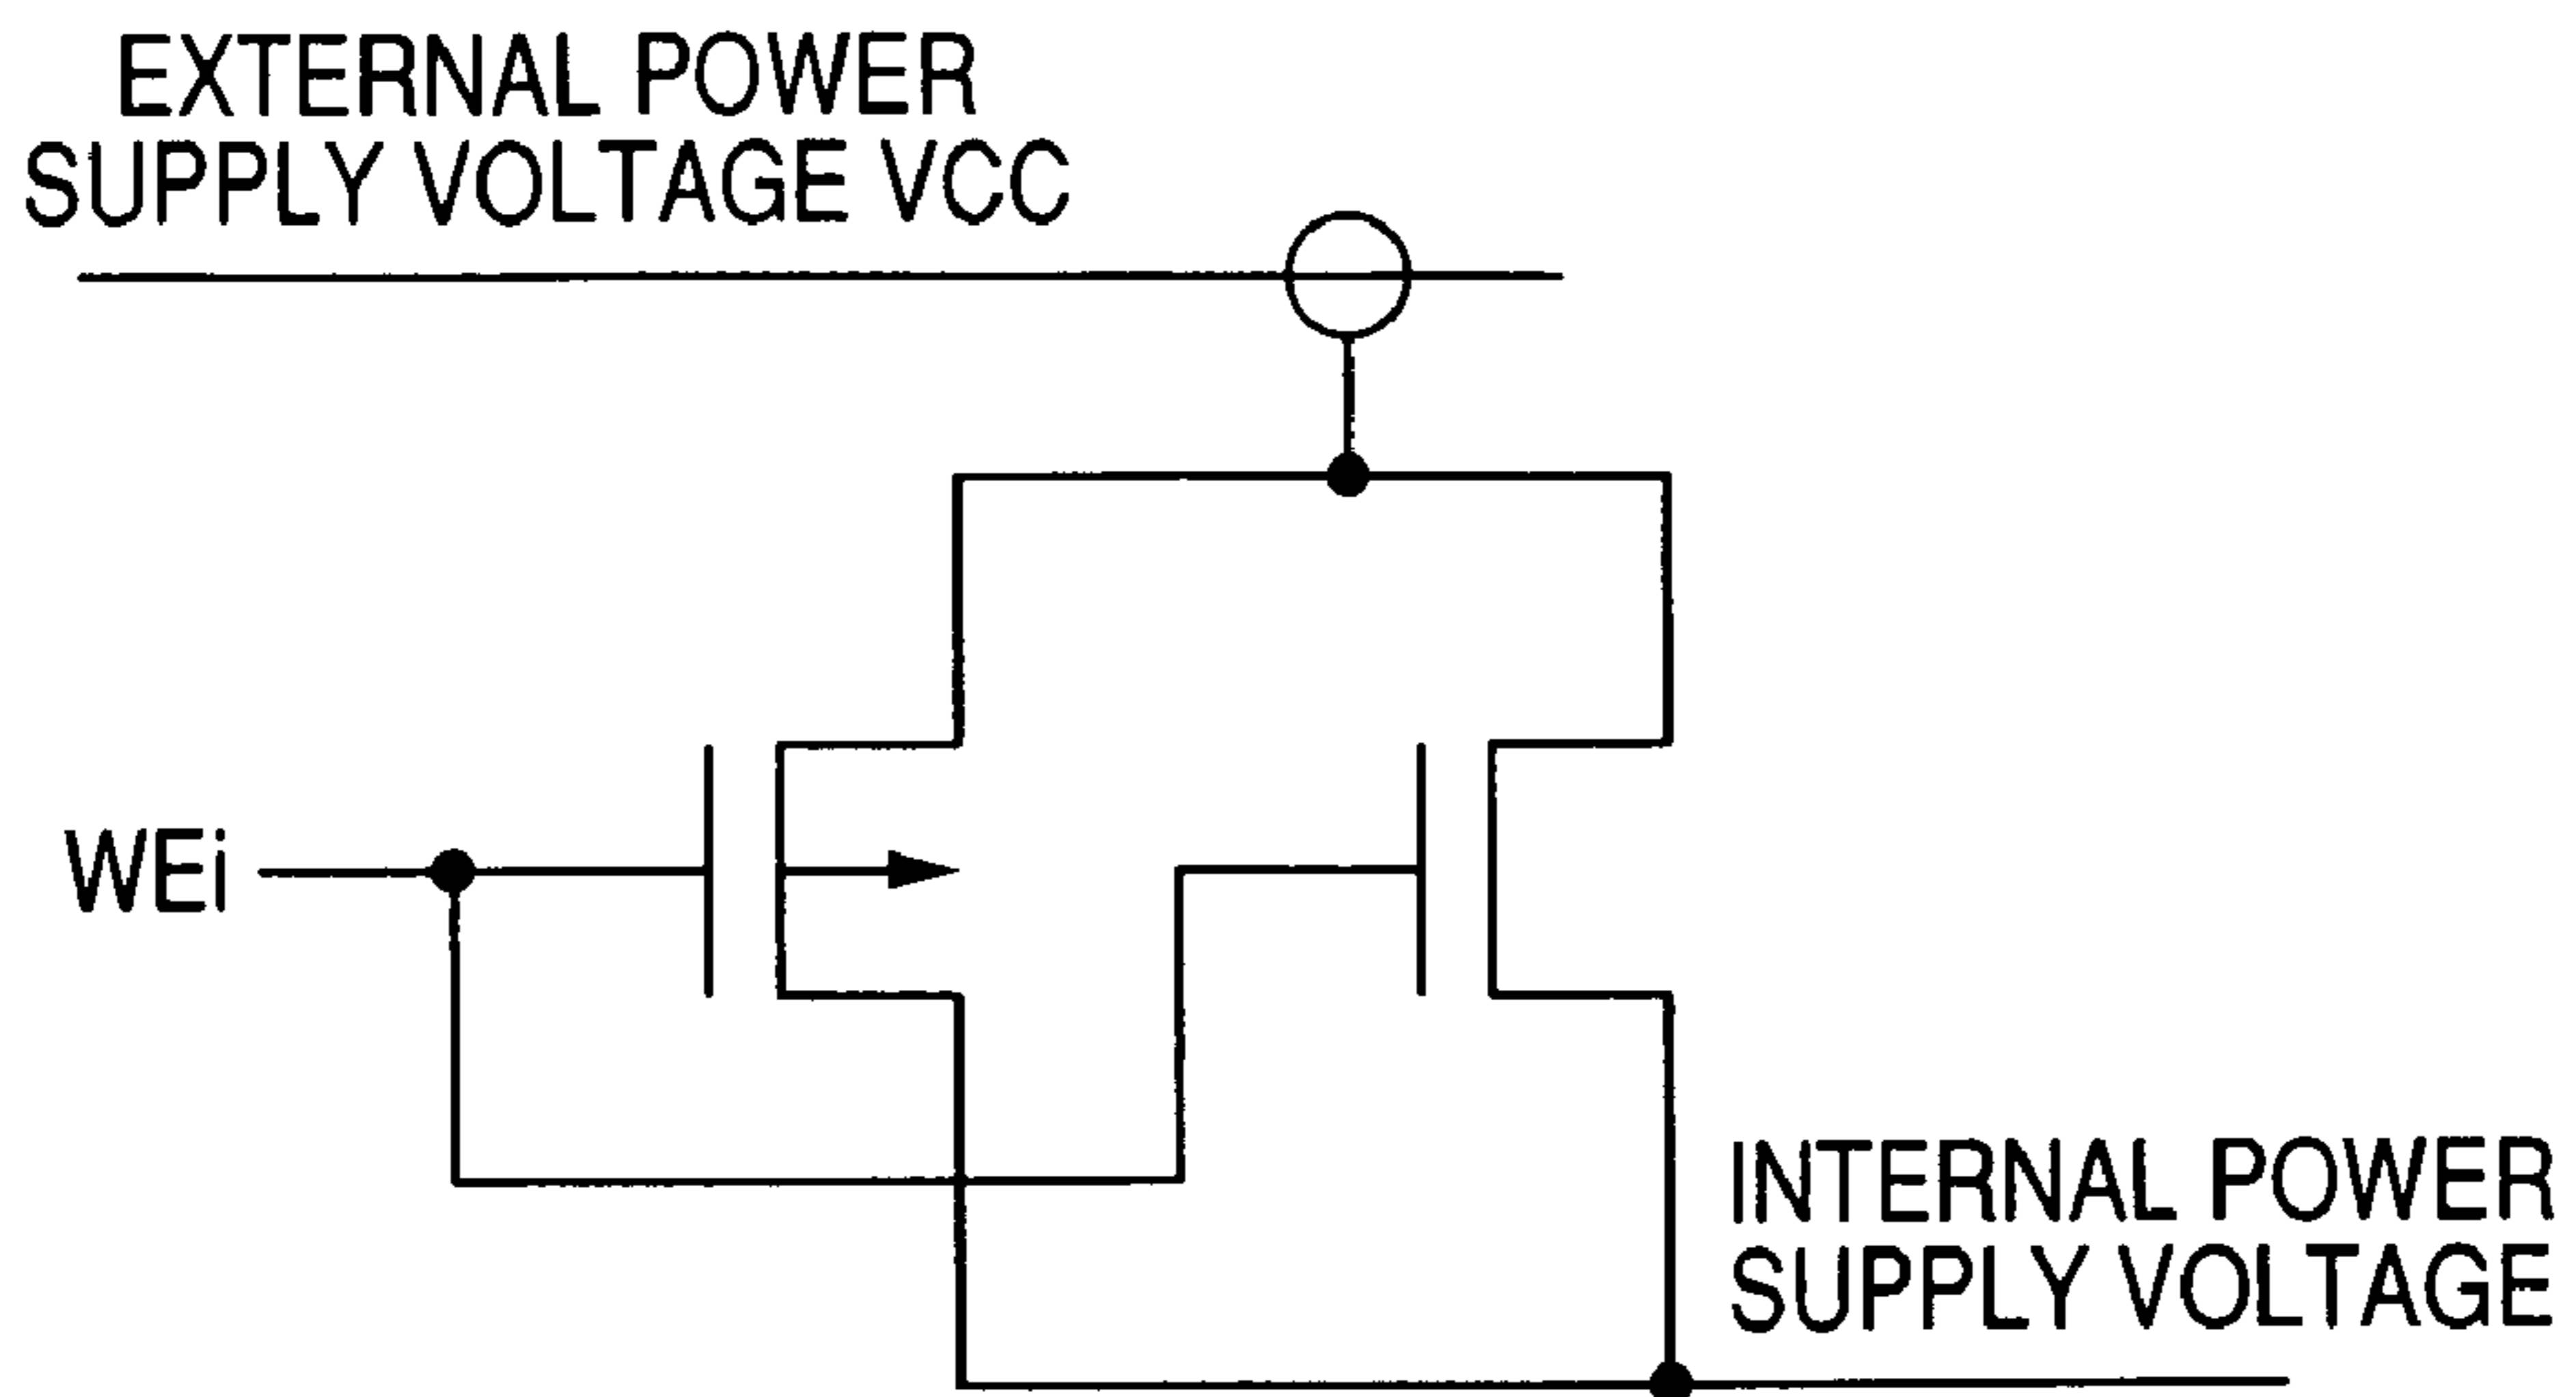 EXTERNAL POWER
SUPPLY VOLTAGE VCC
WEi
INTERNAL POWER
SUPPLY VOLTAGE